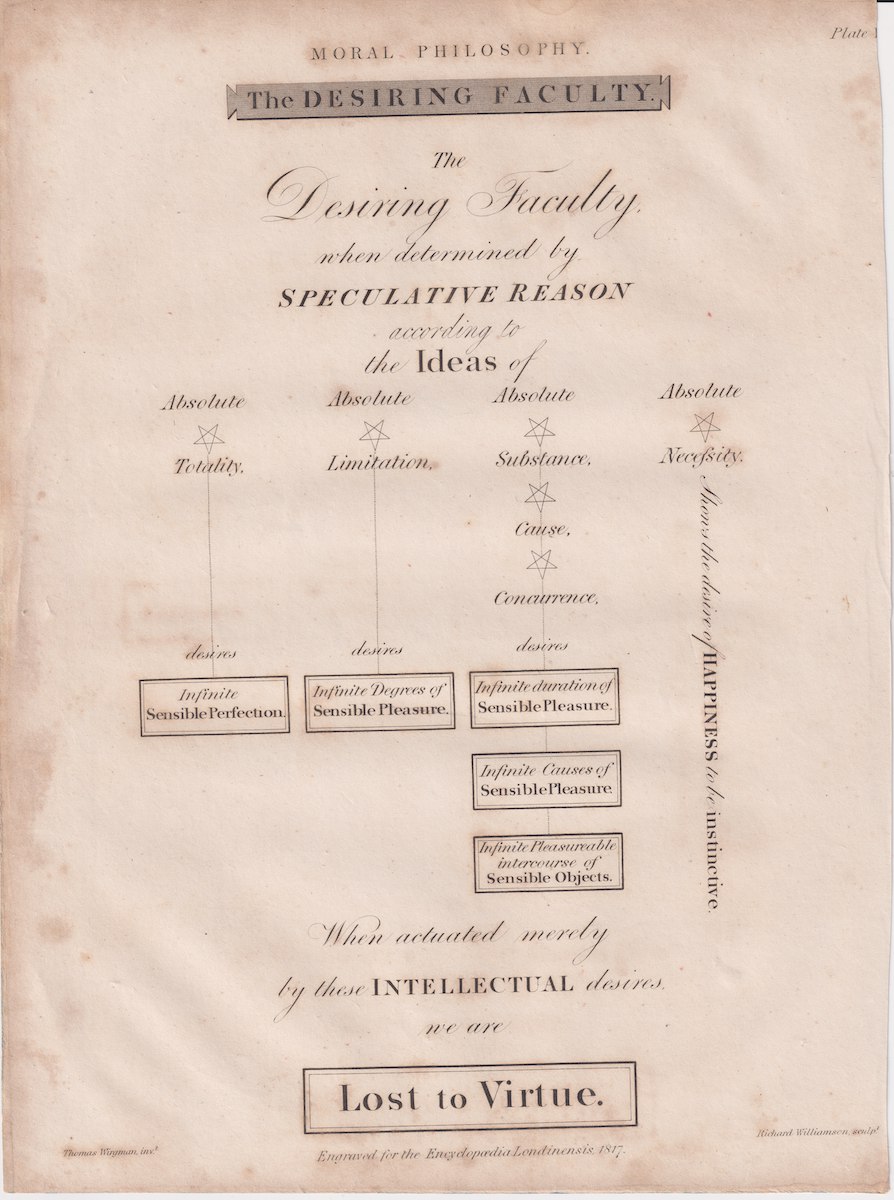 Plate
MORAL PHILOSOPHY.
The DESIRING FACULTY.
The
Desiring Faculty,
when determined by
SPECULATIVE REASON
according to
the Ideas of
Absolute Absolute Absolute Absolute
Totality, Limitation, Substance, Neceſsity.
Cause,
Concurrence,
Shows the desire of HAPPINESS to be instinctive.
desires desires desires
Infinite
Sensible Perfection.
Infinite Degrees of
Sensible Pleasure.
Infinite duration of
Sensible Pleasure.
Infinite Causes of
Sensible Pleasure
Infinite Pleasureable
intercourse of
Sensible Objects.
When actuated merely
by these INTELLECTUAL desires,
we are
Lost to Virtue.
Thomas Wirgman, inv.t
Engraved for the Encyclopædia Londinensis, 1817.
Richard Williamson, sculp.t